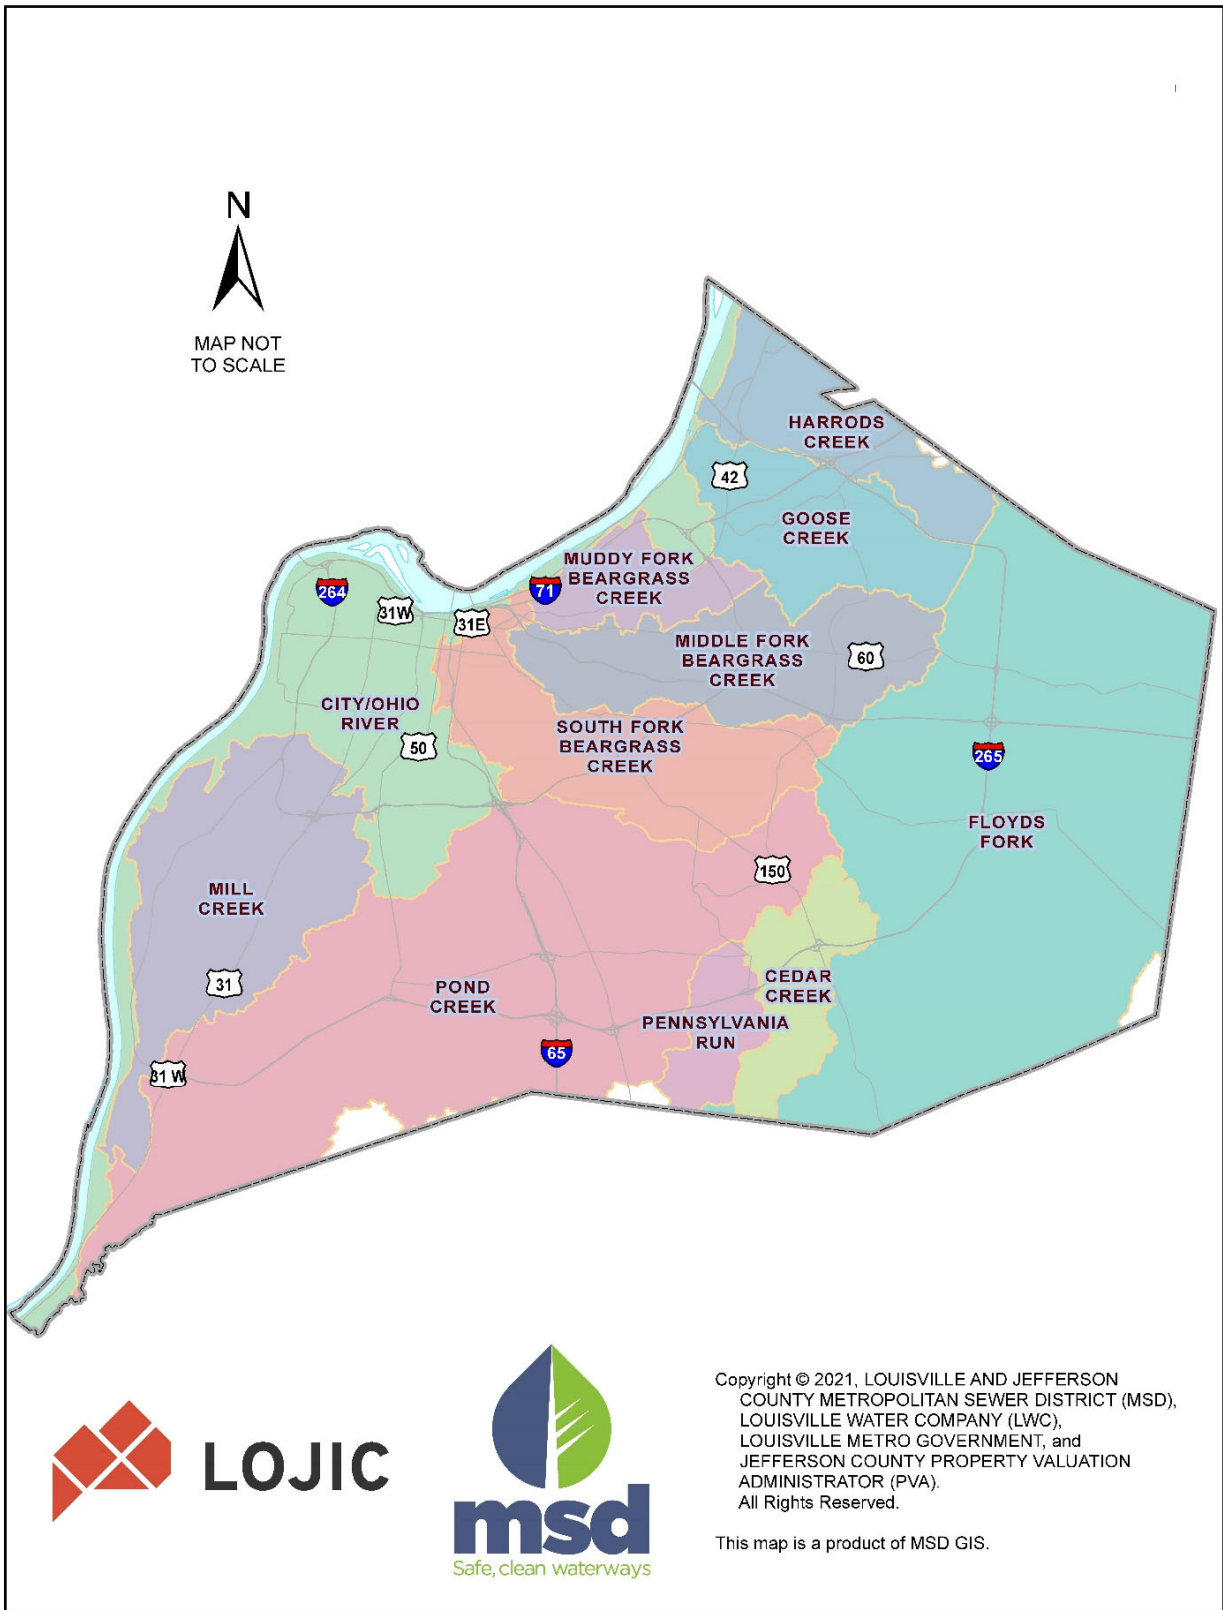 N
MAP NOT
TO SCALE
HARRODS
CREEK
42
GOOSE
CREEK
MUDDY FORK
BEARGRASS
CREEK
264
71
31W
31E
MIDDLE FORK
BEARGRASS
CREEK
60
CITY/OHIO
RIVER
50
SOUTH FORK
BEARGRASS
CREEK
265
FLOYDS
FORK
150
MILL
CREEK
31
POND
CREEK
CEDAR
CREEK
PENNSYLVANIA
RUN
65
31 W
LOJIC
msd
Safe, clean waterways
Copyright © 2021, LOUISVILLE AND JEFFERSON
COUNTY METROPOLITAN SEWER DISTRICT (MSD),
LOUISVILLE WATER COMPANY (LWC),
LOUISVILLE METRO GOVERNMENT, and
JEFFERSON COUNTY PROPERTY VALUATION
ADMINISTRATOR (PVA).
All Rights Reserved.
This map is a product of MSD GIS.